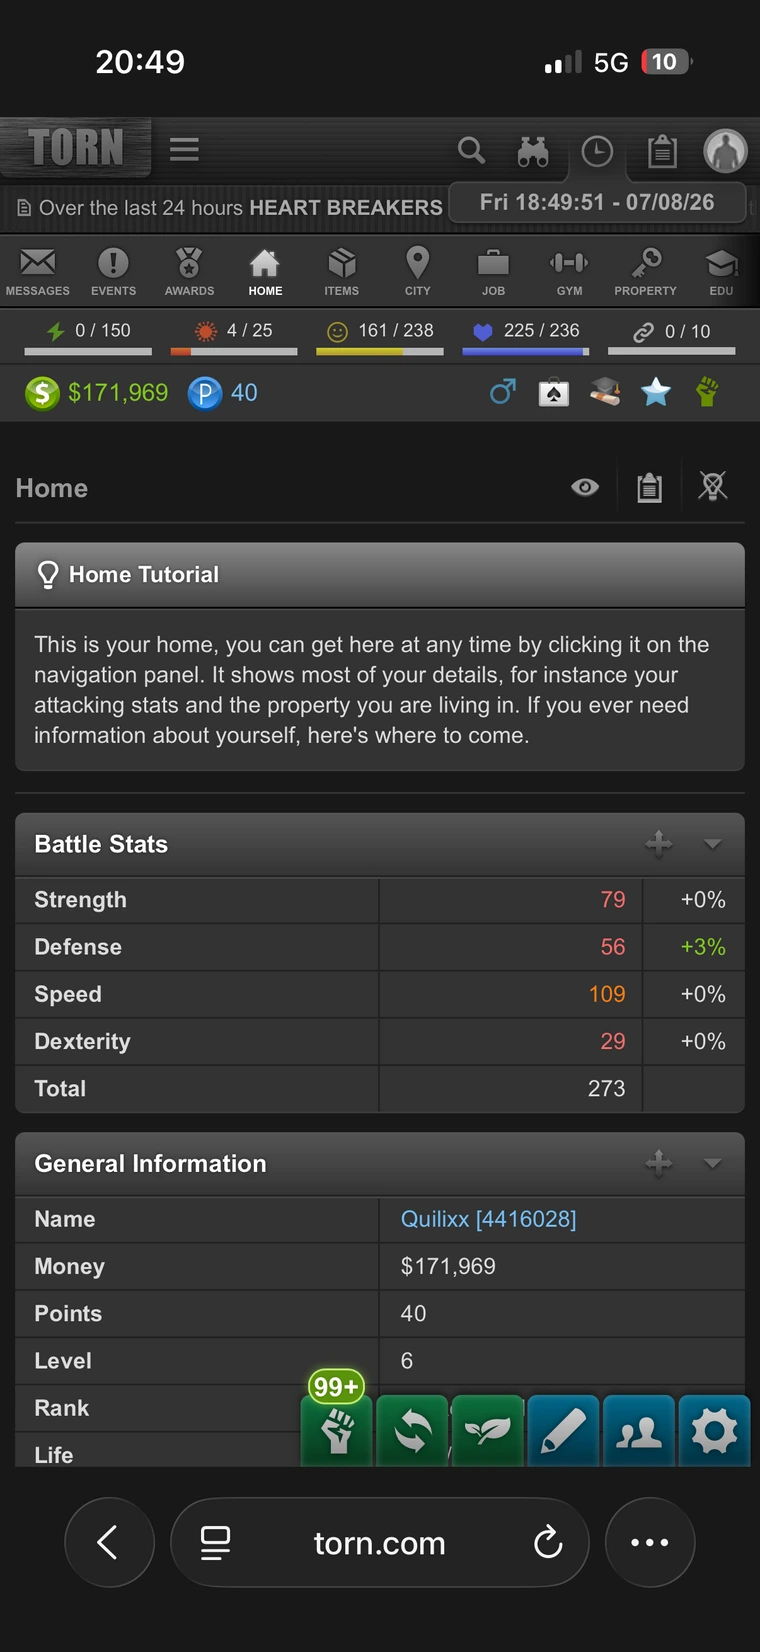 20:49
5G 10
TORN
Over the last 24 hours HEART BREAKERS
Fri 18:49:51 - 07/08/26
MESSAGES EVENTS AWARDS HOME ITEMS CITY JOB GYM PROPERTY EDU
0 / 150 4 / 25 161 / 238 225 / 236 0 / 10
$171,969 P 40
Home
Home Tutorial
This is your home, you can get here at any time by clicking it on the
navigation panel. It shows most of your details, for instance your
attacking stats and the property you are living in. If you ever need
information about yourself, here's where to come.
Battle Stats
Strength 79 +0%
Defense 56 +3%
Speed 109 +0%
Dexterity 29 +0%
Total 273
General Information
Name Quilixx [4416028]
Money $171,969
Points 40
Level 6
99+
Rank
Life
torn.com